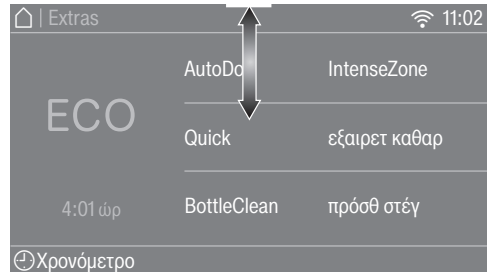 | Extras 11:02
ECO
4:01 ώρ
AutoDo IntenseZone
Quick εξαιρετ καθαρ
BottleClean πρόσθ στέγ
Χρονόμετρο